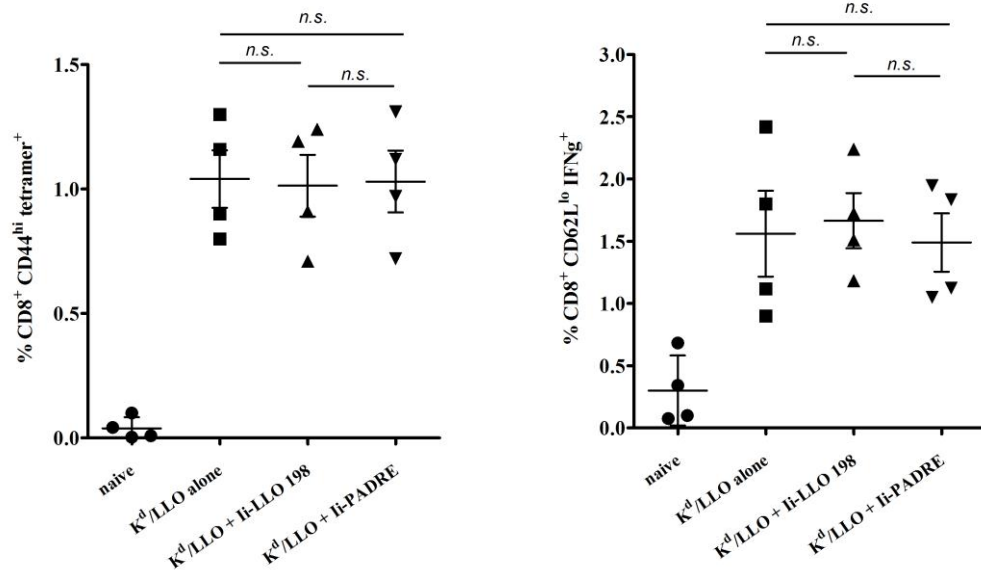 n.s.
n.s.
n.s.
1.5
1.0
0.5
0.0
% CD8⁺ CD44ʰⁱ tetramer⁺
naive
Kᵈ/LLO alone
Kᵈ/LLO + Ii-LLO 198
Kᵈ/LLO + Ii-PADRE
n.s.
n.s.
n.s.
3.0
2.5
2.0
1.5
1.0
0.5
0.0
% CD8⁺ CD62Lˡᵒ IFNg⁺
naive
Kᵈ/LLO alone
Kᵈ/LLO + Ii-LLO 198
Kᵈ/LLO + Ii-PADRE